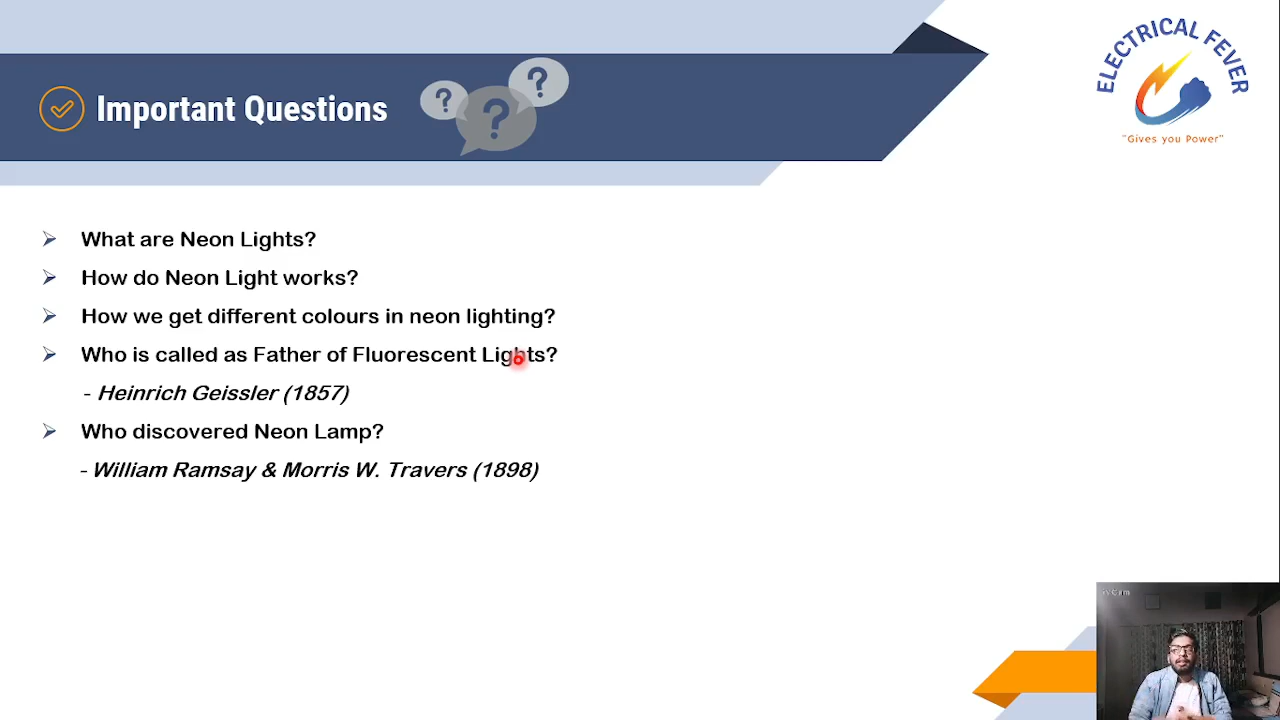 Important Questions
? ? ?
ELECTRICAL FEVER
"Gives you Power"
➢ What are Neon Lights?
➢ How do Neon Light works?
➢ How we get different colours in neon lighting?
➢ Who is called as Father of Fluorescent Lights?
- Heinrich Geissler (1857)
➢ Who discovered Neon Lamp?
- William Ramsay & Morris W. Travers (1898)
iVCam